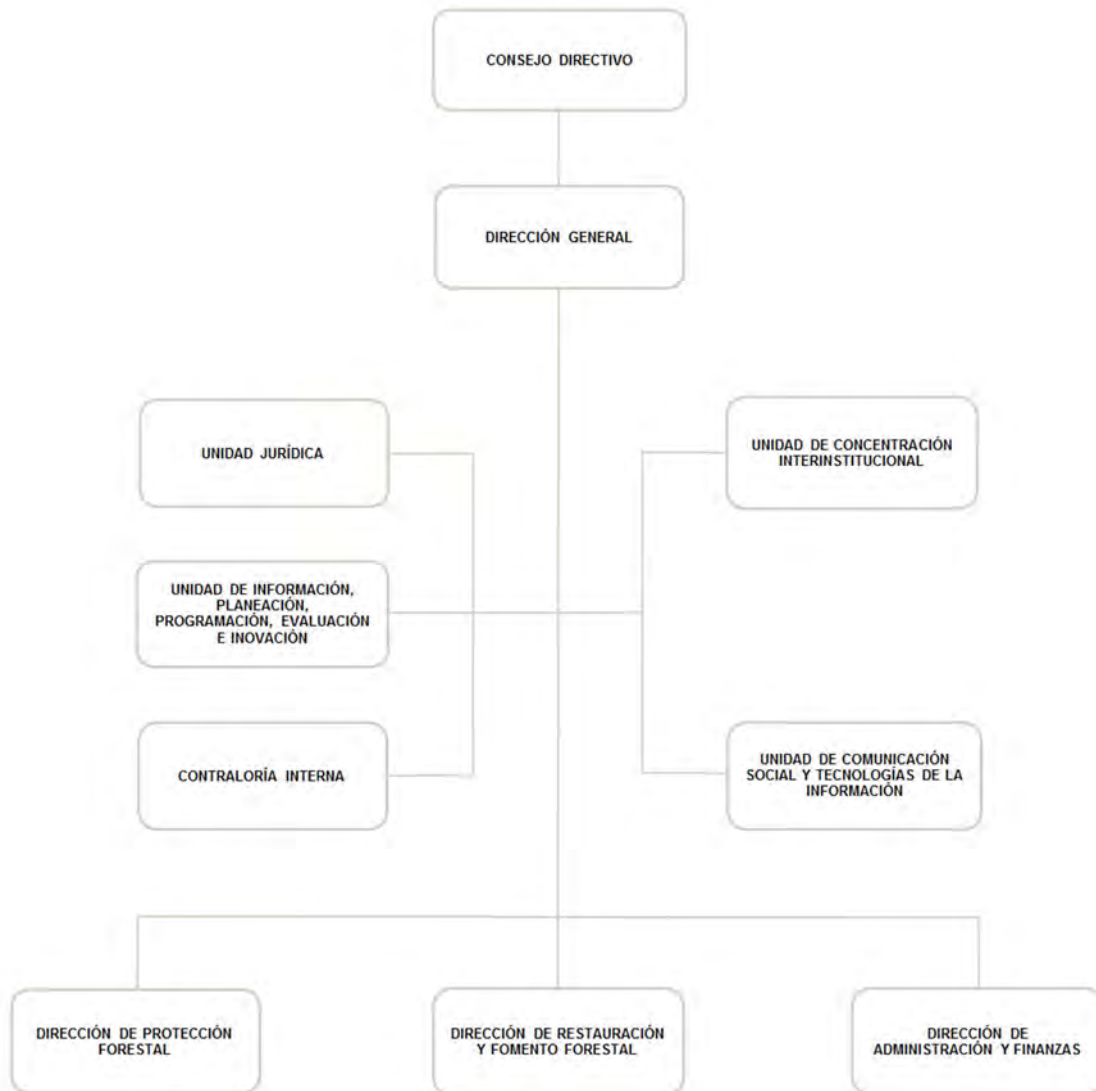 CONSEJO DIRECTIVO
DIRECCIÓN GENERAL
UNIDAD JURÍDICA
UNIDAD DE CONCENTRACIÓN
INTERINSTITUCIONAL
UNIDAD DE INFORMACIÓN,
PLANEACIÓN,
PROGRAMACIÓN, EVALUACIÓN
E INOVACIÓN
CONTRALORÍA INTERNA
UNIDAD DE COMUNICACIÓN
SOCIAL Y TECNOLOGÍAS DE LA
INFORMACIÓN
DIRECCIÓN DE PROTECCIÓN
FORESTAL
DIRECCIÓN DE RESTAURACIÓN
Y FOMENTO FORESTAL
DIRECCIÓN DE
ADMINISTRACIÓN Y FINANZAS